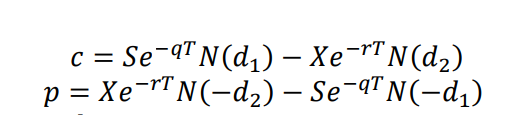 c = Se^{-qT}N(d_1) − Xe^{-rT}N(d_2)
p = Xe^{-rT}N(−d_2) − Se^{-qT}N(−d_1)